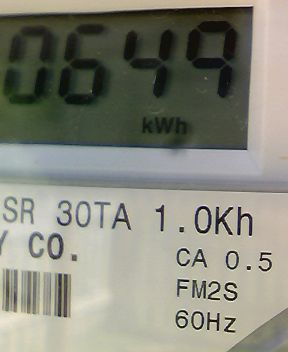 0649
kWh
SR 30TA 1.0Kh
Y CO.
CA 0.5
FM2S
60Hz